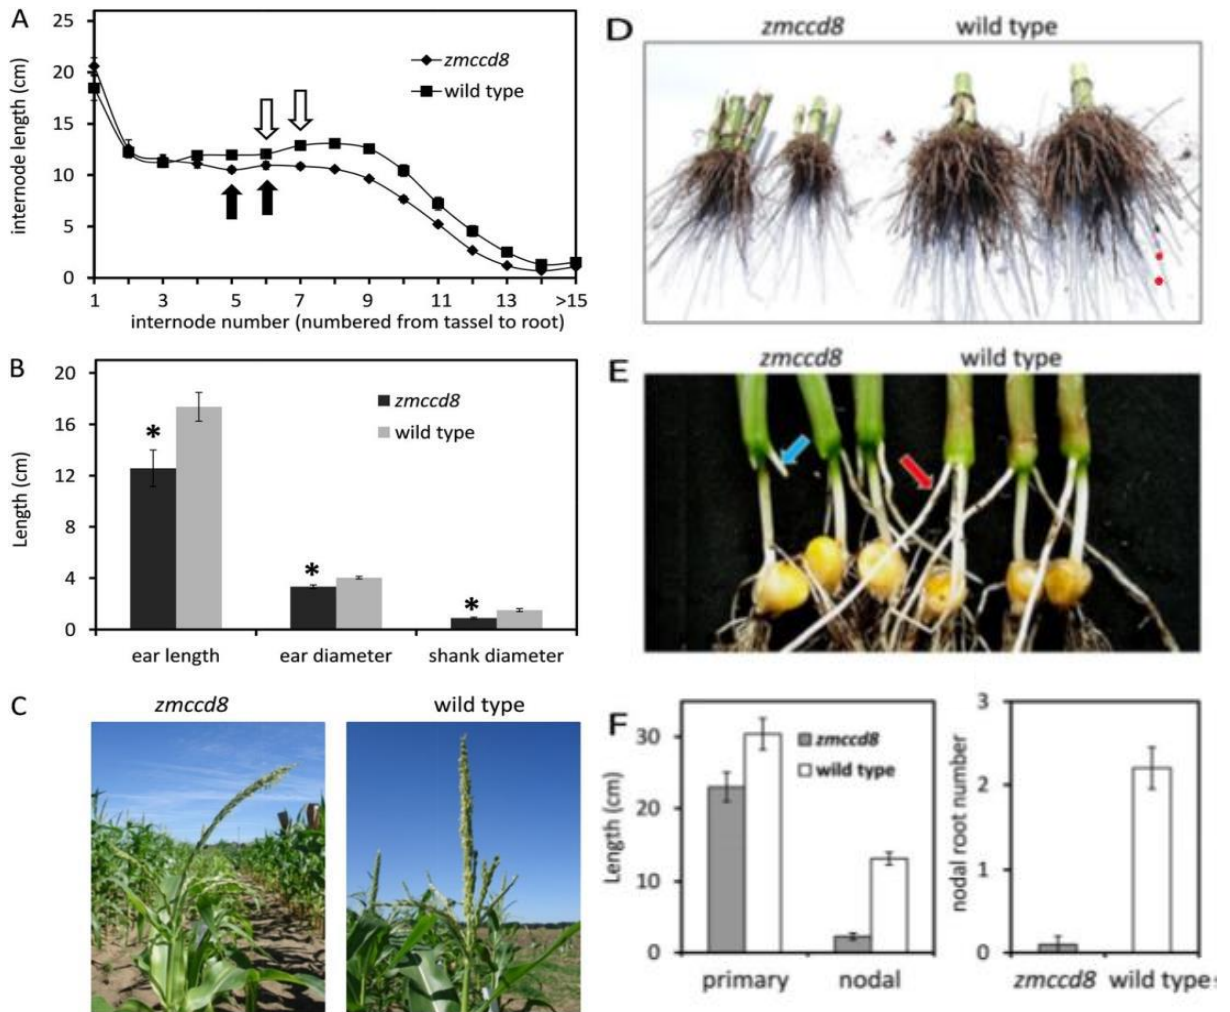 A
internode length (cm)
25
20
15
10
5
0
zmccd8
wild type
1 3 5 6 7 9 11 13 >15
internode number (numbered from tassel to root)
B
Length (cm)
20
16
12
8
4
0
zmccd8
wild type
*
*
*
ear length ear diameter shank diameter
C
zmccd8 wild type
D
zmccd8 wild type
E
zmccd8 wild type
F
Length (cm)
30
20
10
0
zmccd8
wild type
primary nodal
nodal root number
3
2
1
0
zmccd8 wild type